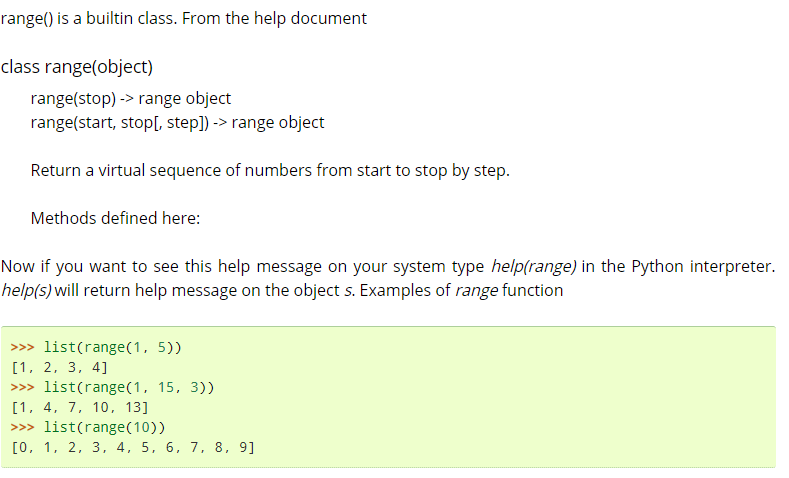 range() is a builtin class. From the help document
class range(object)
range(stop) -> range object
range(start, stop[, step]) -> range object
Return a virtual sequence of numbers from start to stop by step.
Methods defined here:
Now if you want to see this help message on your system type help(range) in the Python interpreter.
help(s) will return help message on the object s. Examples of range function
>>> list(range(1, 5))
[1, 2, 3, 4]
>>> list(range(1, 15, 3))
[1, 4, 7, 10, 13]
>>> list(range(10))
[0, 1, 2, 3, 4, 5, 6, 7, 8, 9]